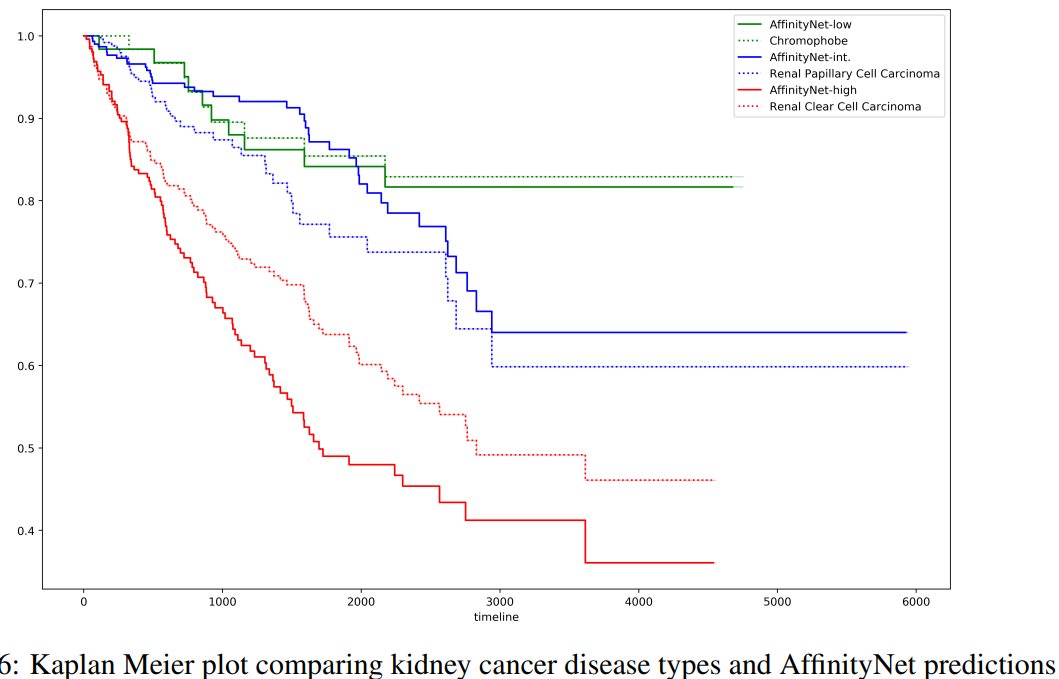 1.0
0.9
0.8
0.7
0.6
0.5
0.4
AffinityNet-low
Chromophobe
AffinityNet-int.
Renal Papillary Cell Carcinoma
AffinityNet-high
Renal Clear Cell Carcinoma
0 1000 2000 3000 4000 5000 6000
timeline
6: Kaplan Meier plot comparing kidney cancer disease types and AffinityNet predictions